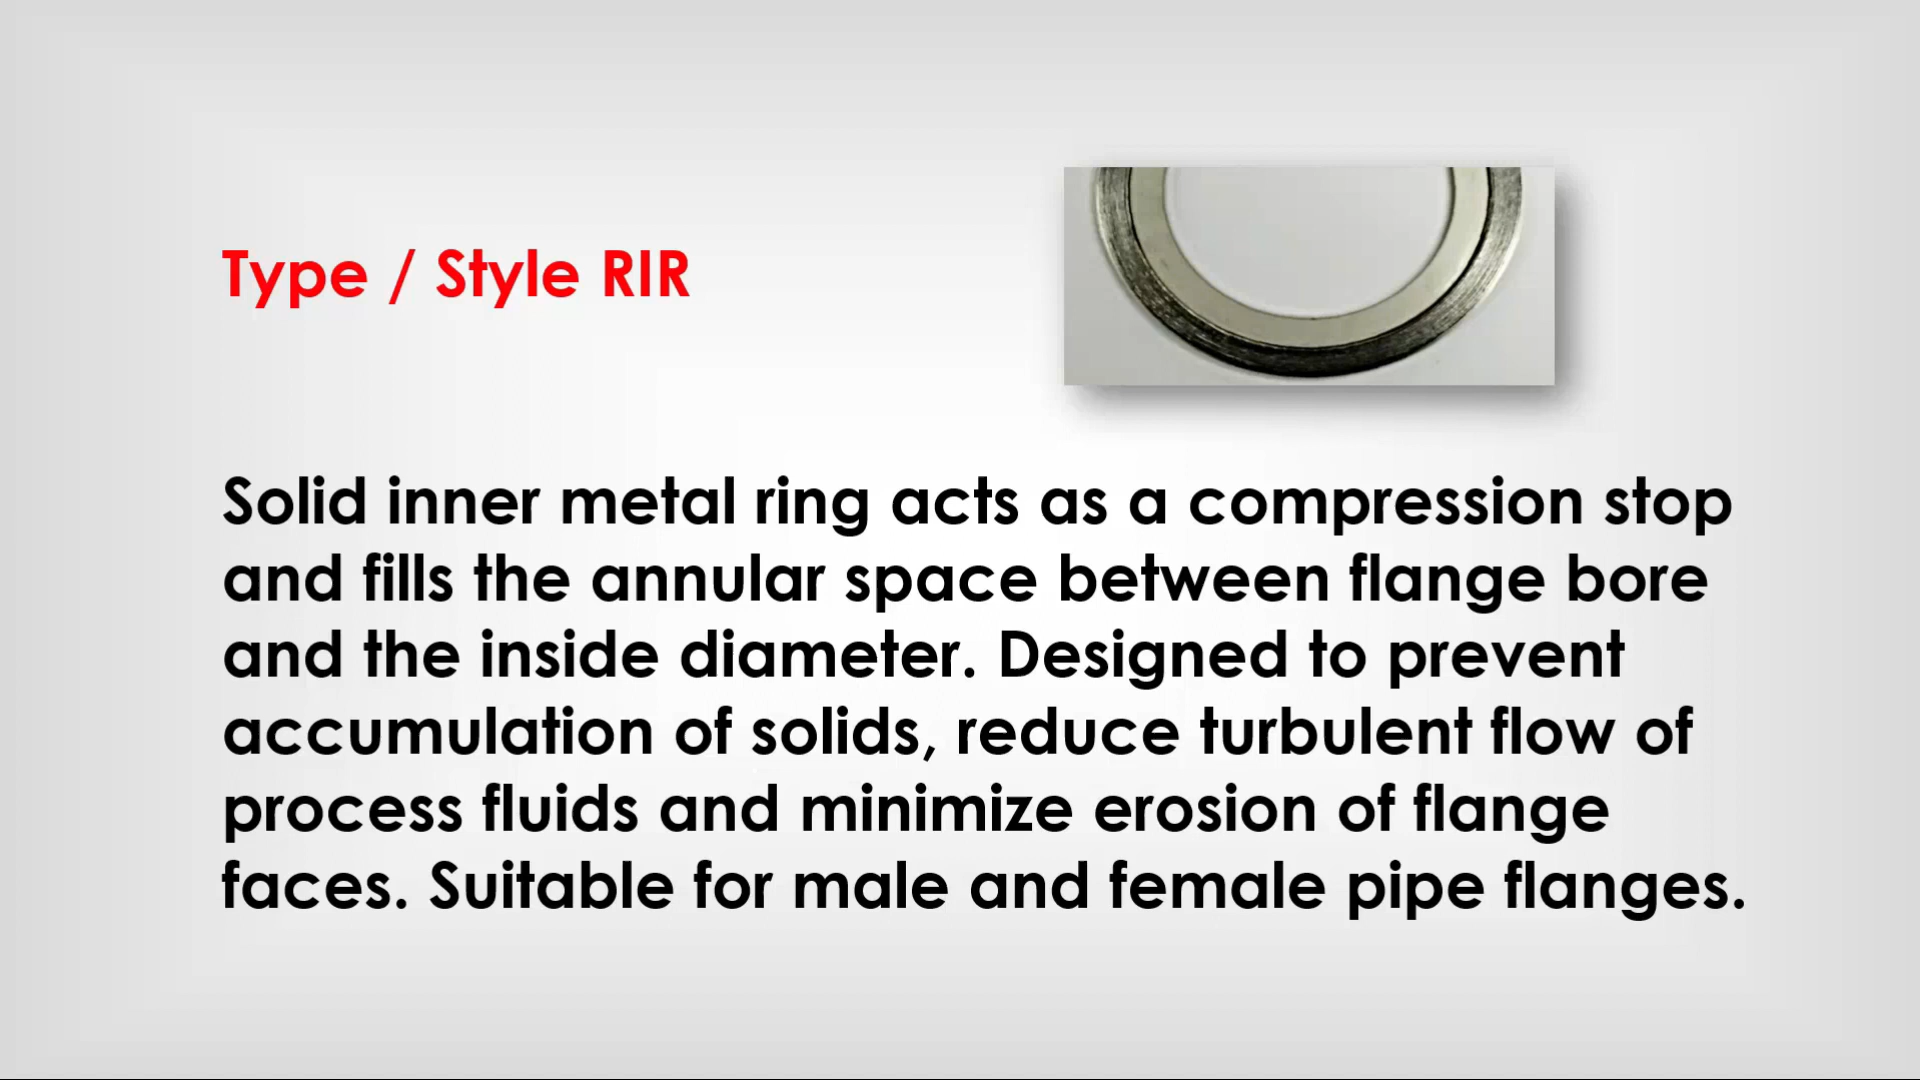 Type / Style RIR
Solid inner metal ring acts as a compression stop
and fills the annular space between flange bore
and the inside diameter. Designed to prevent
accumulation of solids, reduce turbulent flow of
process fluids and minimize erosion of flange
faces. Suitable for male and female pipe flanges.